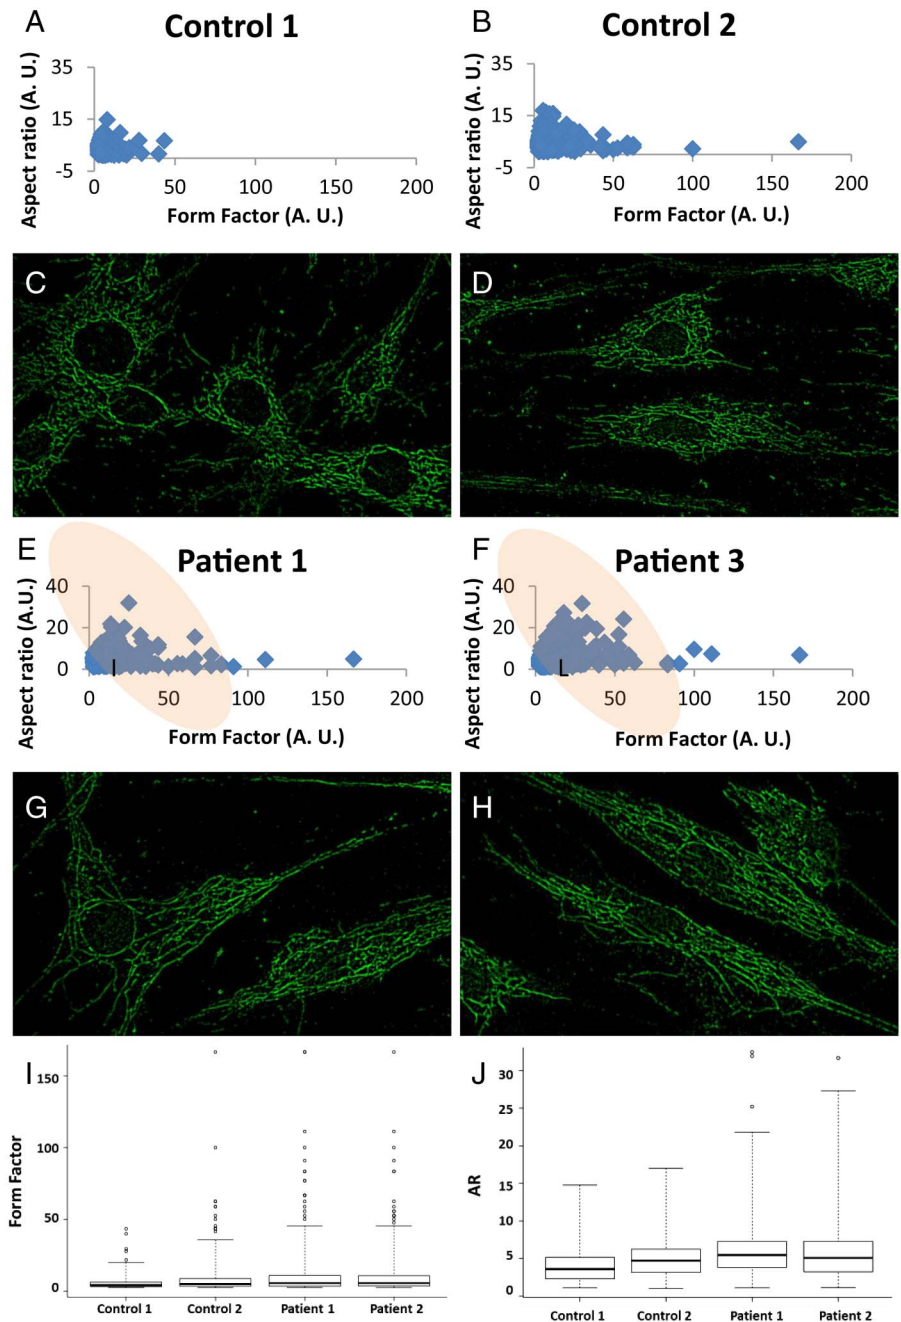 A
Control 1
Aspect ratio (A. U.)
35
15
-5
0
50
100
150
200
Form Factor (A. U.)
B
Control 2
Aspect ratio (A. U.)
35
15
-5
0
50
100
150
200
Form Factor (A. U.)
C
D
E
Patient 1
Aspect ratio (A.U.)
40
20
0
I
0
50
100
150
200
Form Factor (A. U.)
F
Patient 3
Aspect ratio (A.U.)
40
20
0
L
0
50
100
150
200
Form Factor (A. U.)
G
H
I
Form Factor
150
100
50
0
Control 1
Control 2
Patient 1
Patient 2
J
AR
30
25
20
15
10
5
0
Control 1
Control 2
Patient 1
Patient 2